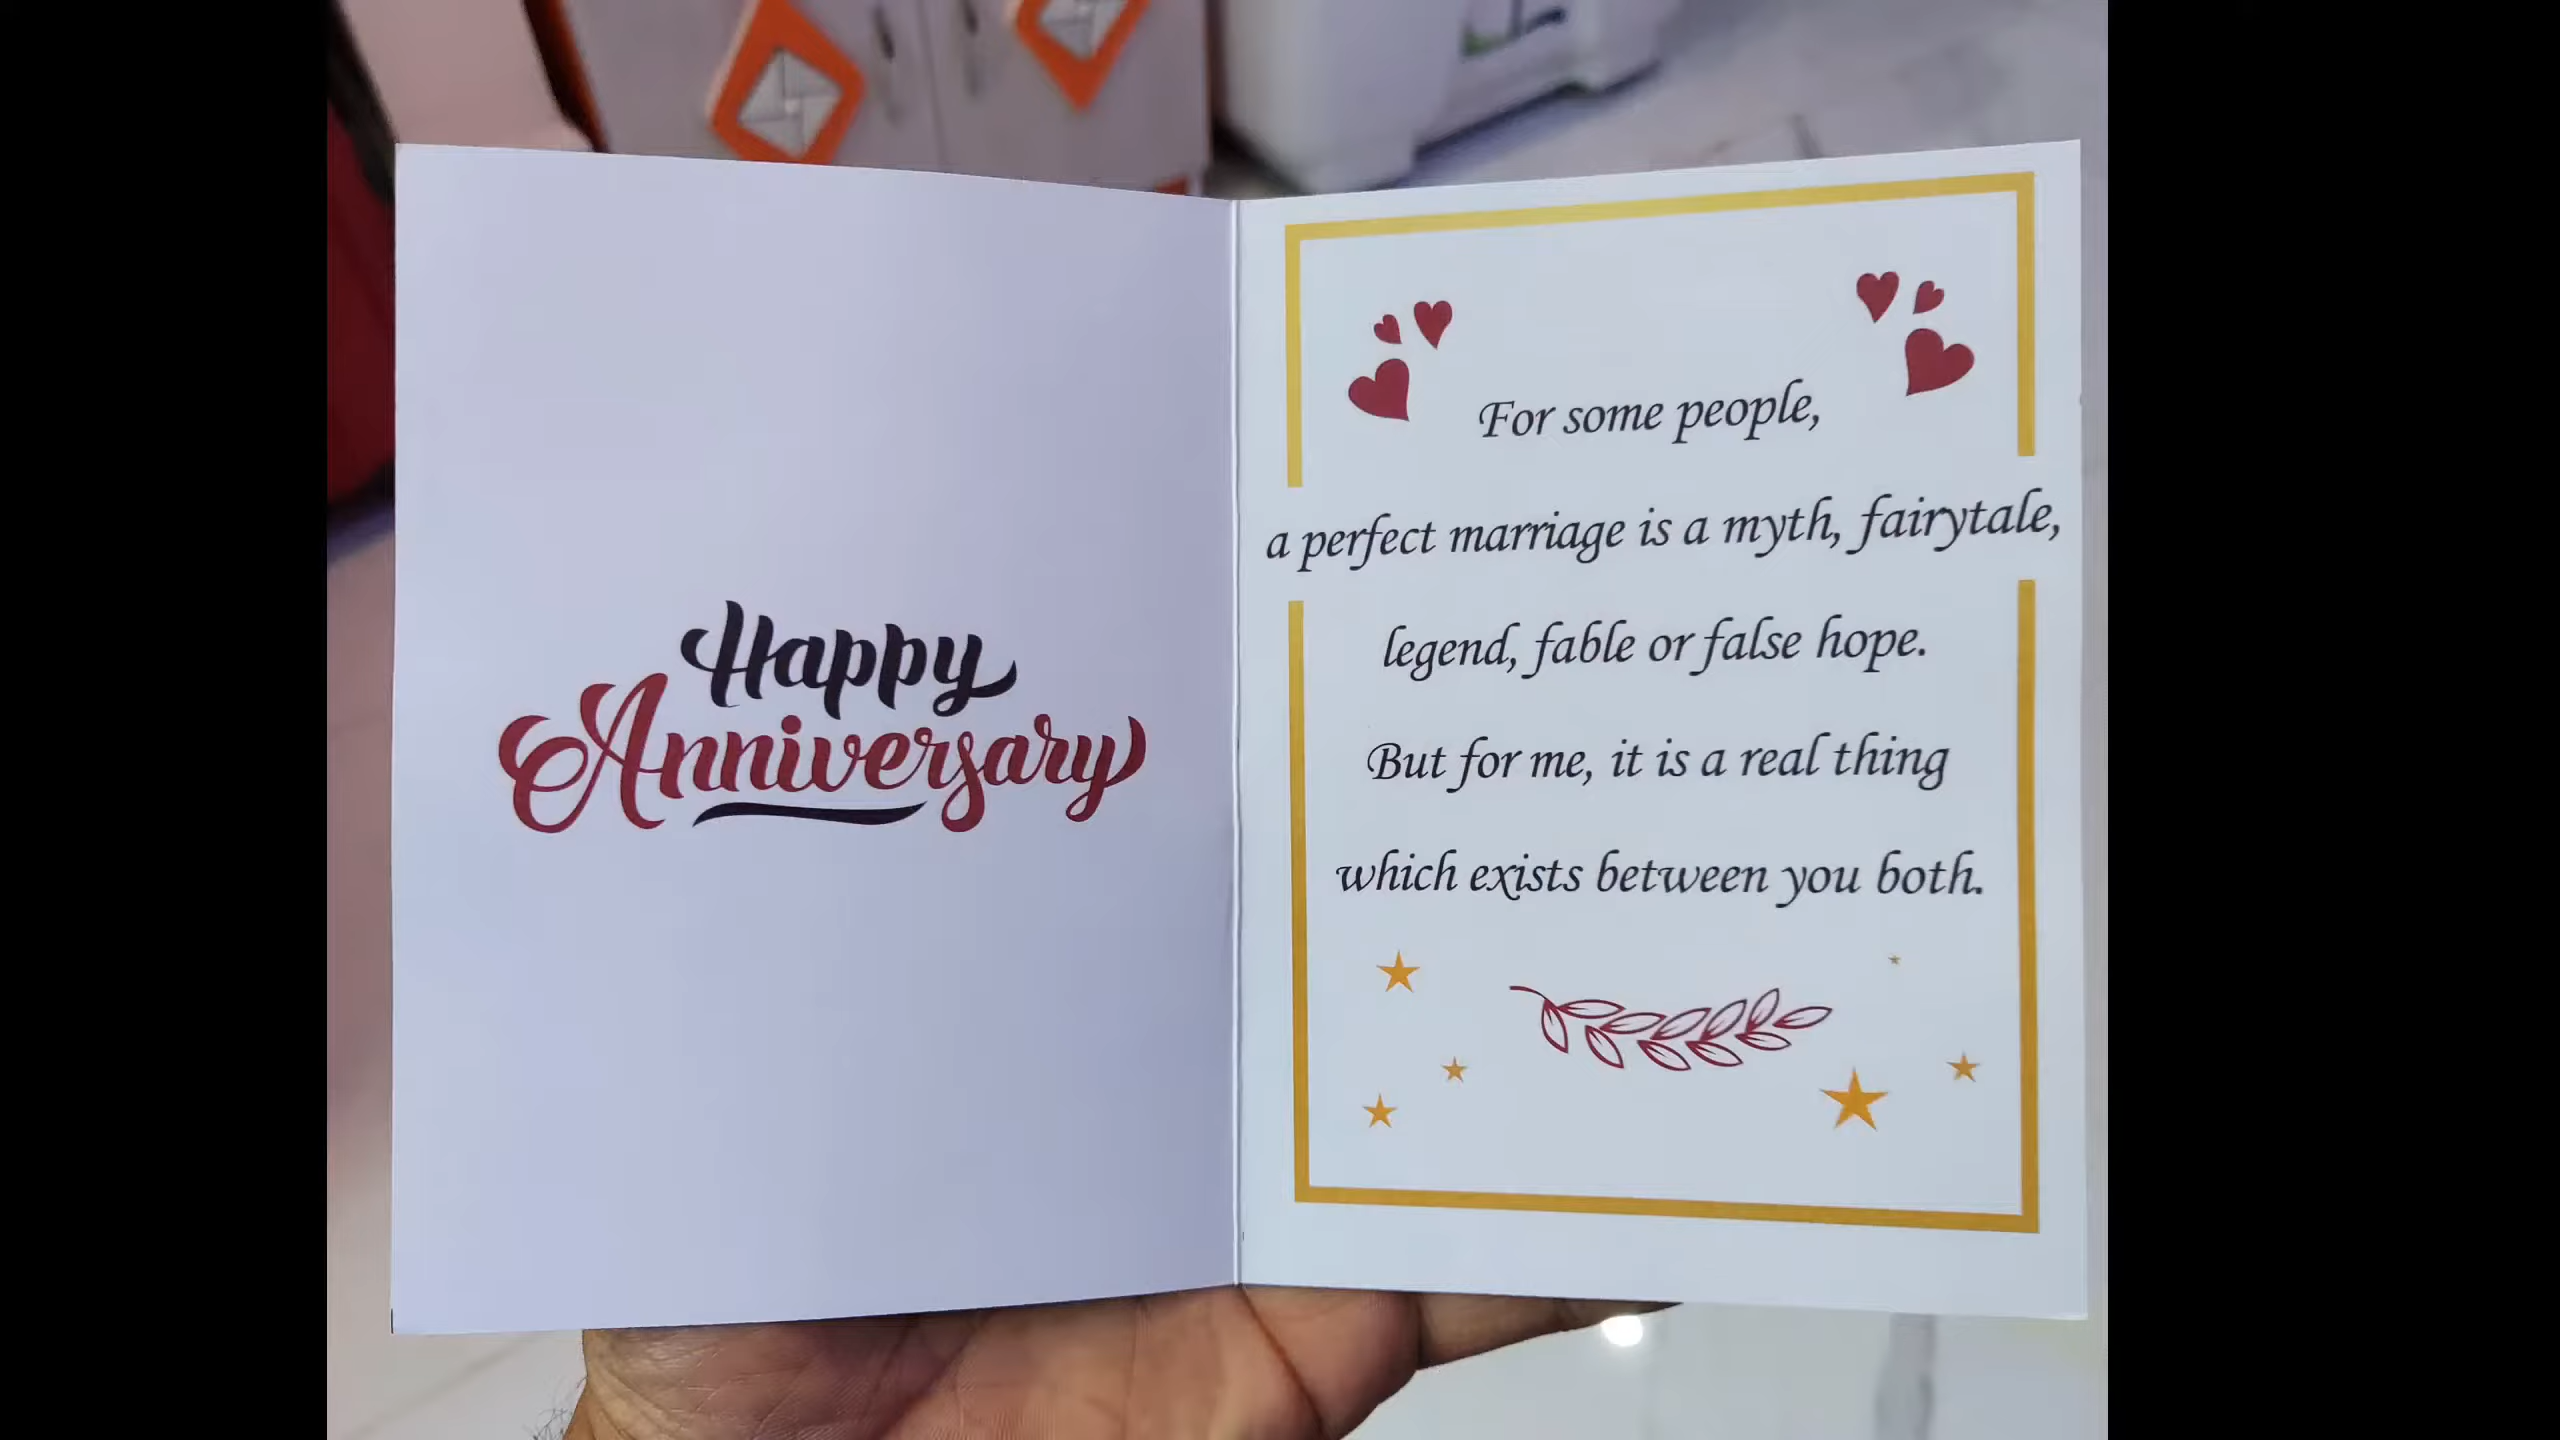 Happy
Anniversary
For some people,
a perfect marriage is a myth, fairytale,
legend, fable or false hope.
But for me, it is a real thing
which exists between you both.